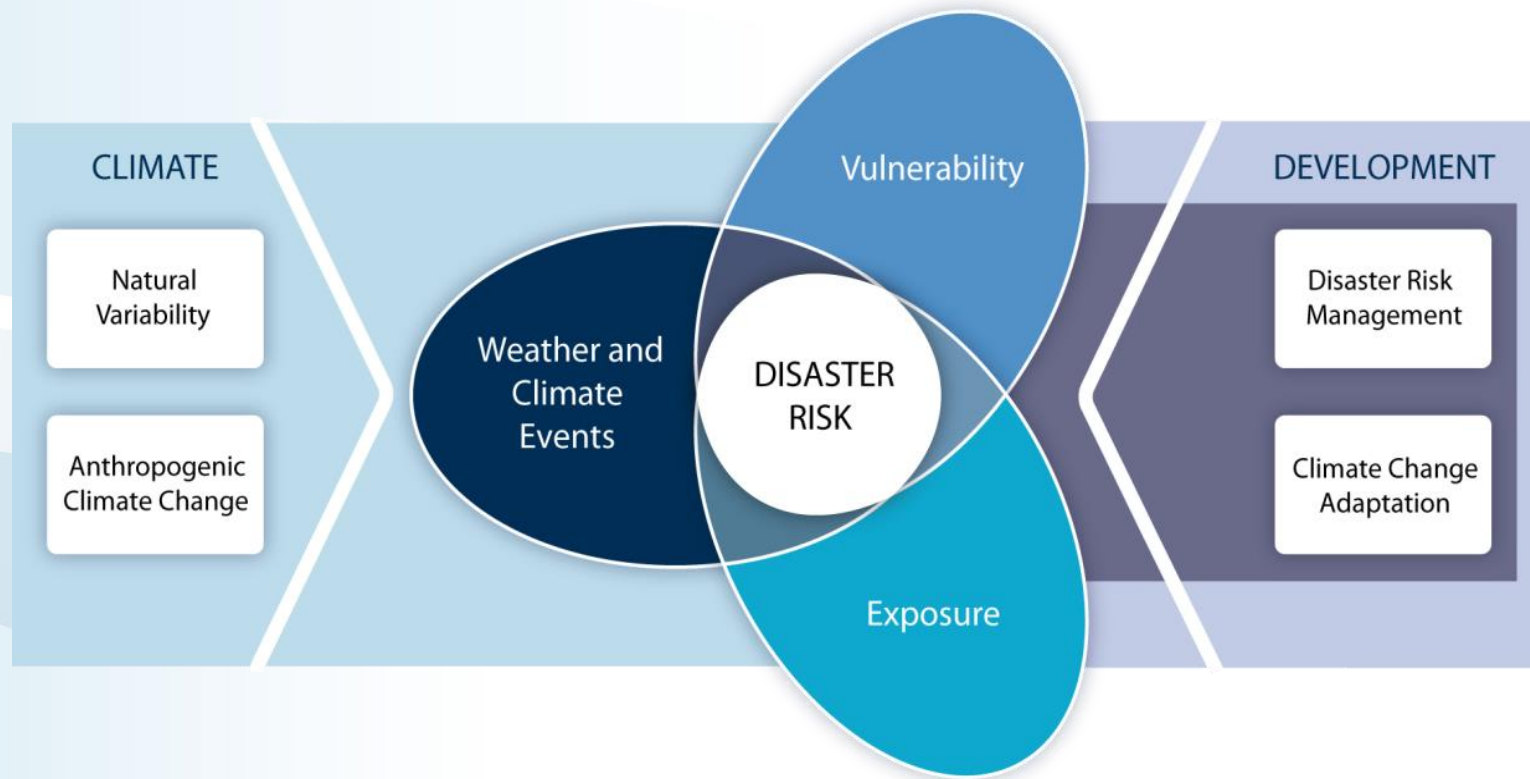 CLIMATE
Natural
Variability
Anthropogenic
Climate Change
Weather and
Climate
Events
DISASTER
RISK
Vulnerability
Exposure
DEVELOPMENT
Disaster Risk
Management
Climate Change
Adaptation